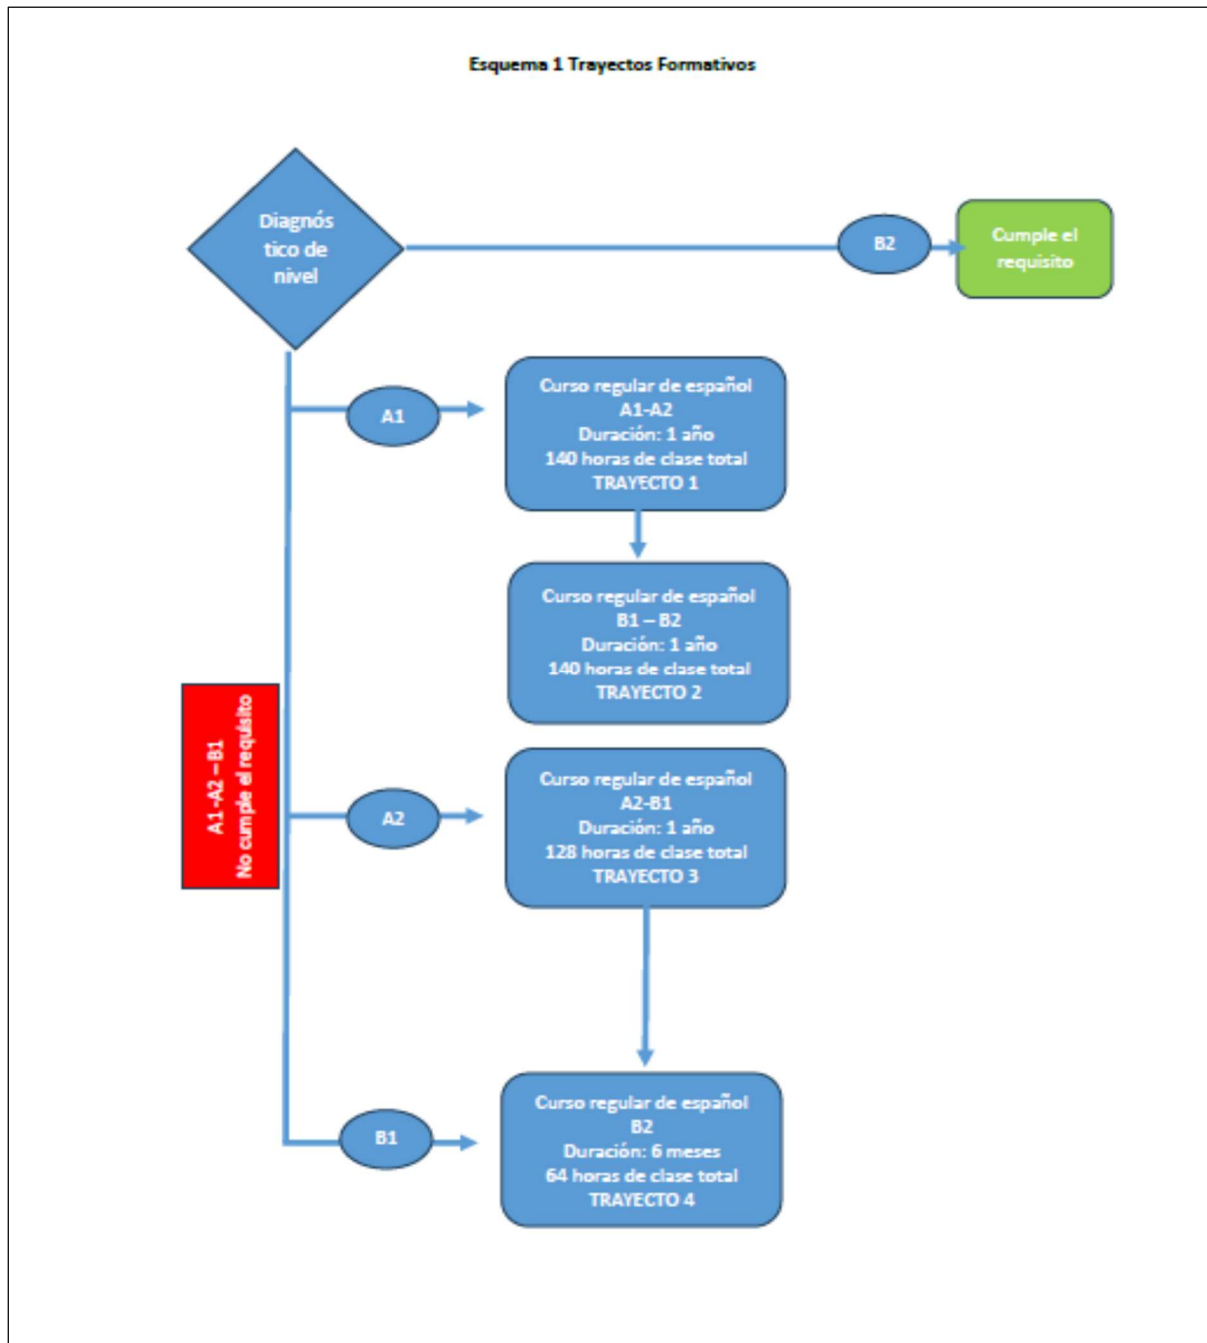 Esquema 1 Trayectos Formativos
Diagnós
tico de
nivel
B2
Cumple el
requisito
A1
Curso regular de español
A1-A2
Duración: 1 año
140 horas de clase total
TRAYECTO 1
Curso regular de español
B1 – B2
Duración: 1 año
140 horas de clase total
TRAYECTO 2
A1 -A2 – B1
No cumple el requisito
A2
Curso regular de español
A2-B1
Duración: 1 año
128 horas de clase total
TRAYECTO 3
B1
Curso regular de español
B2
Duración: 6 meses
64 horas de clase total
TRAYECTO 4